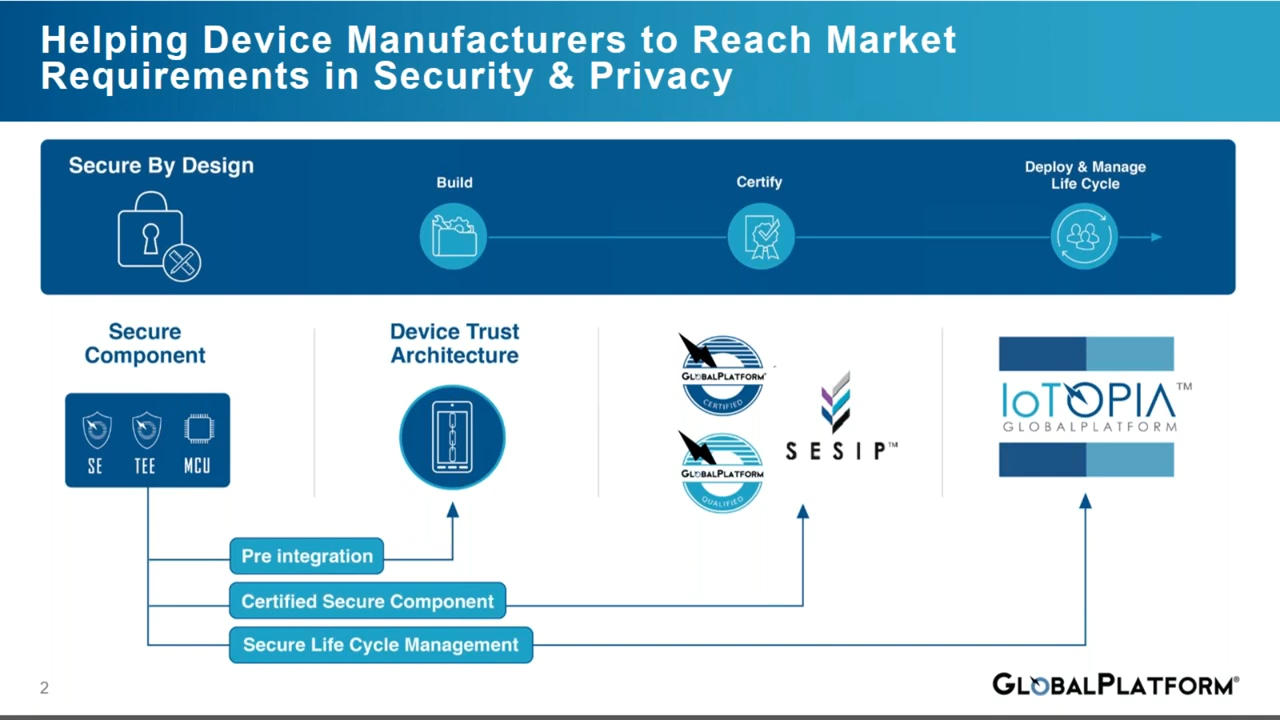 Helping Device Manufacturers to Reach Market
Requirements in Security & Privacy
Secure By Design
Build
Certify
Deploy & Manage
Life Cycle
Secure
Component
SE
TEE
MCU
Device Trust
Architecture
GLOBALPLATFORM®
CERTIFIED
GLOBALPLATFORM
QUALIFIED
SESIP™
IoTOPIA™
GLOBALPLATFORM
Pre integration
Certified Secure Component
Secure Life Cycle Management
2
GLOBALPLATFORM®